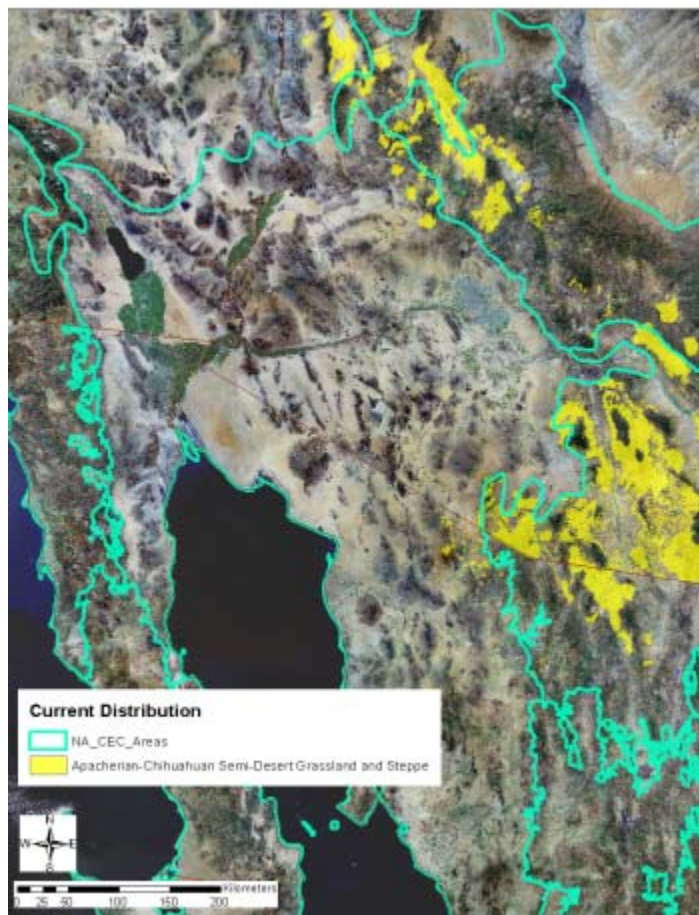 Current Distribution
NA_CEC_Areas
Apacherian-Chihuahuan Semi-Desert Grassland and Steppe
N
W E
S
Kilometers
0 25 50 100 150 200